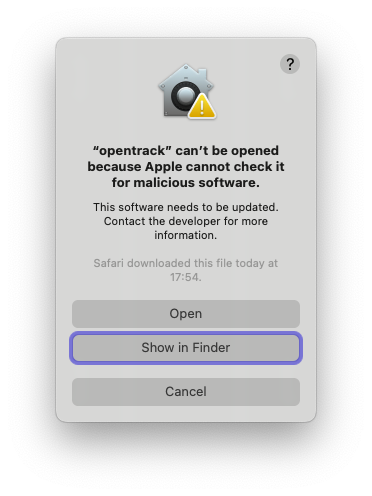 ?
“opentrack” can’t be opened
because Apple cannot check it
for malicious software.
This software needs to be updated.
Contact the developer for more
information.
Safari downloaded this file today at
17:54.
Open
Show in Finder
Cancel